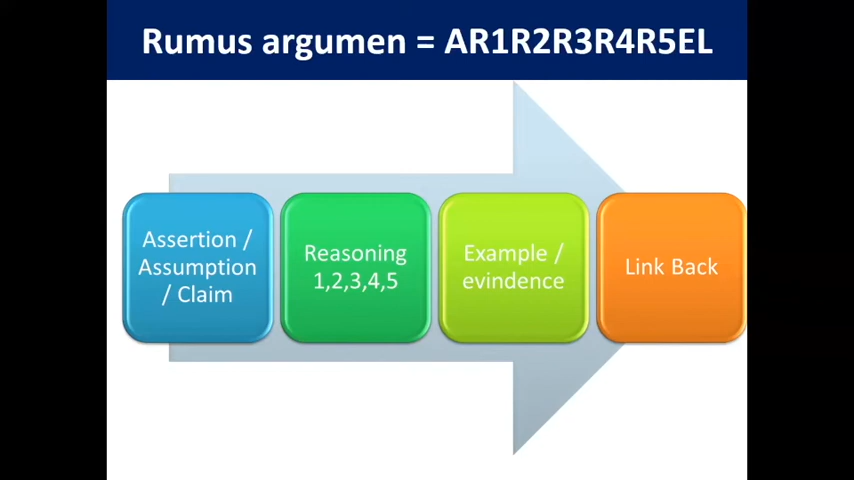 Rumus argumen = AR1R2R3R4R5EL
Assertion /
Assumption
/ Claim
Reasoning
1,2,3,4,5
Example /
evindence
Link Back